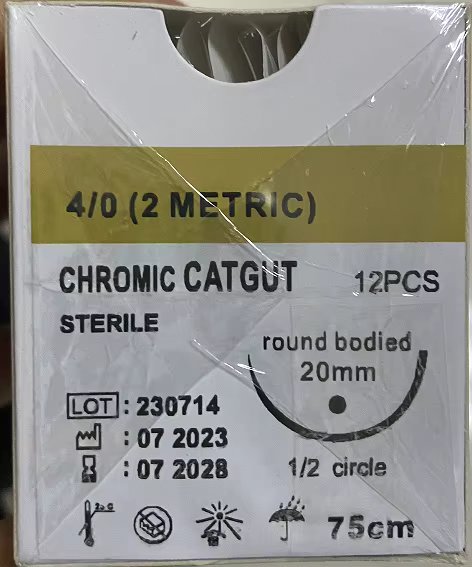 4/0 (2 METRIC)
CHROMIC CATGUT 12PCS
STERILE
round bodied
20mm
LOT : 230714
: 07 2023
: 07 2028
1/2 circle
75cm